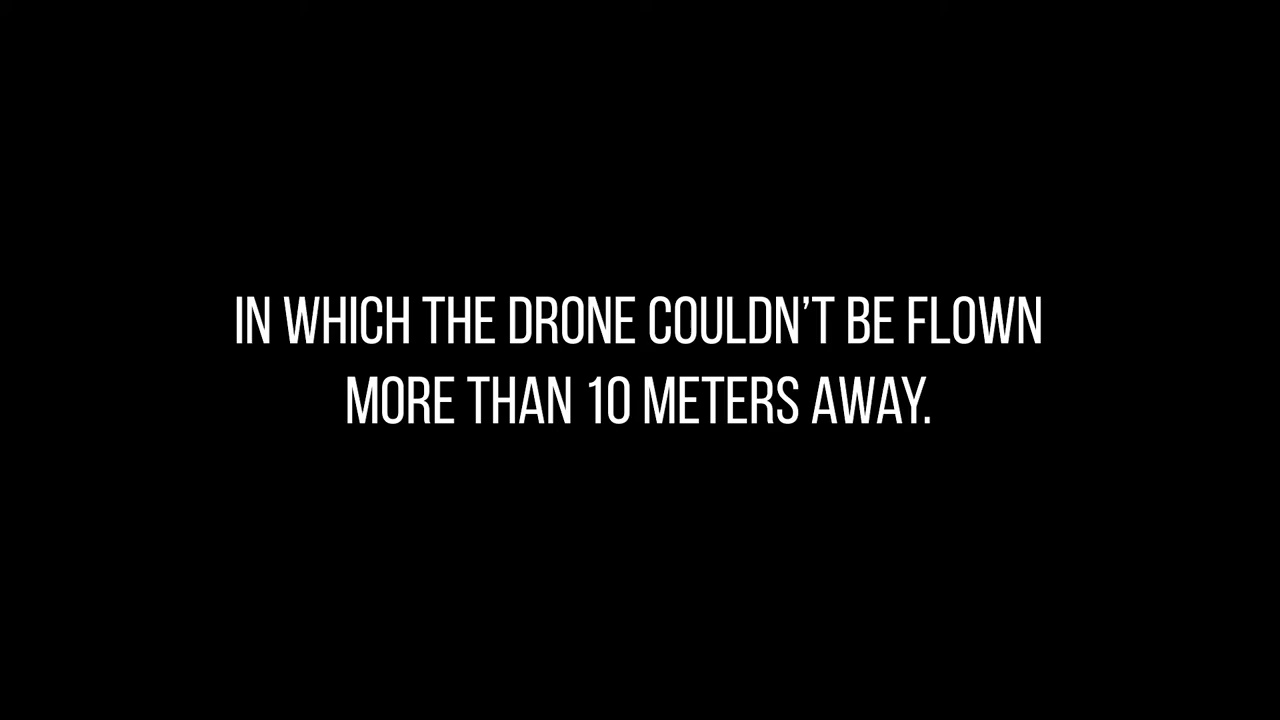 IN WHICH THE DRONE COULDN’T BE FLOWN
MORE THAN 10 METERS AWAY.